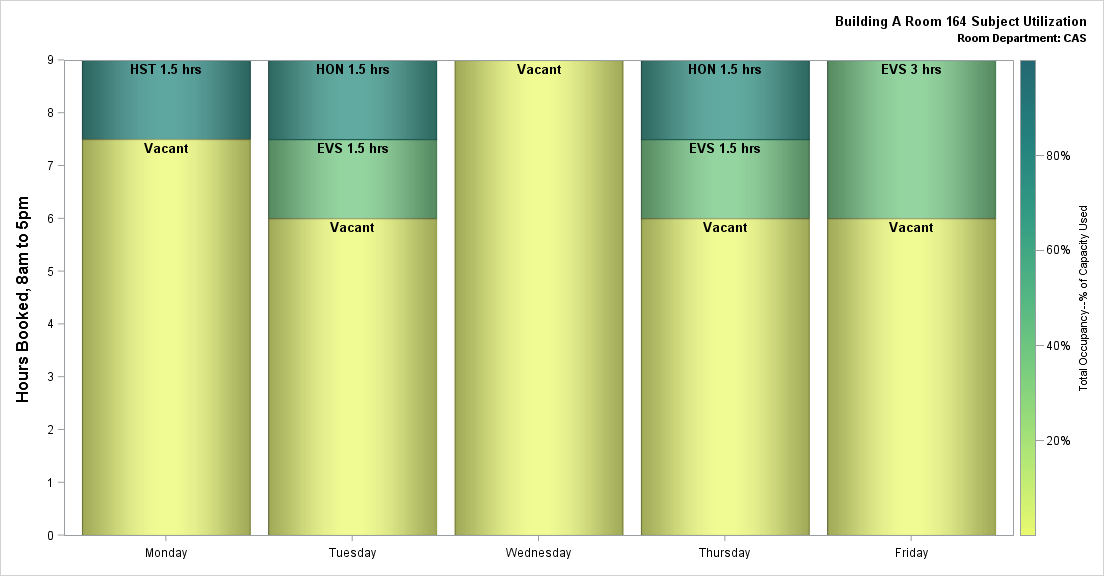 Building A Room 164 Subject Utilization
Room Department: CAS
Hours Booked, 8am to 5pm
9
8
7
6
5
4
3
2
1
0
HST 1.5 hrs
Vacant
HON 1.5 hrs
EVS 1.5 hrs
Vacant
Vacant
HON 1.5 hrs
EVS 1.5 hrs
Vacant
EVS 3 hrs
Vacant
Monday
Tuesday
Wednesday
Thursday
Friday
80%
60%
40%
20%
Total Occupancy--% of Capacity Used